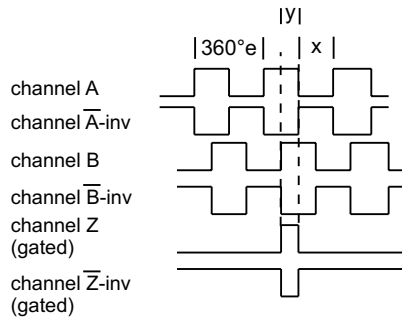 |y|
|360°e| x |
channel A
channel A̅-inv
channel B
channel B̅-inv
channel Z
(gated)
channel Z̅-inv
(gated)